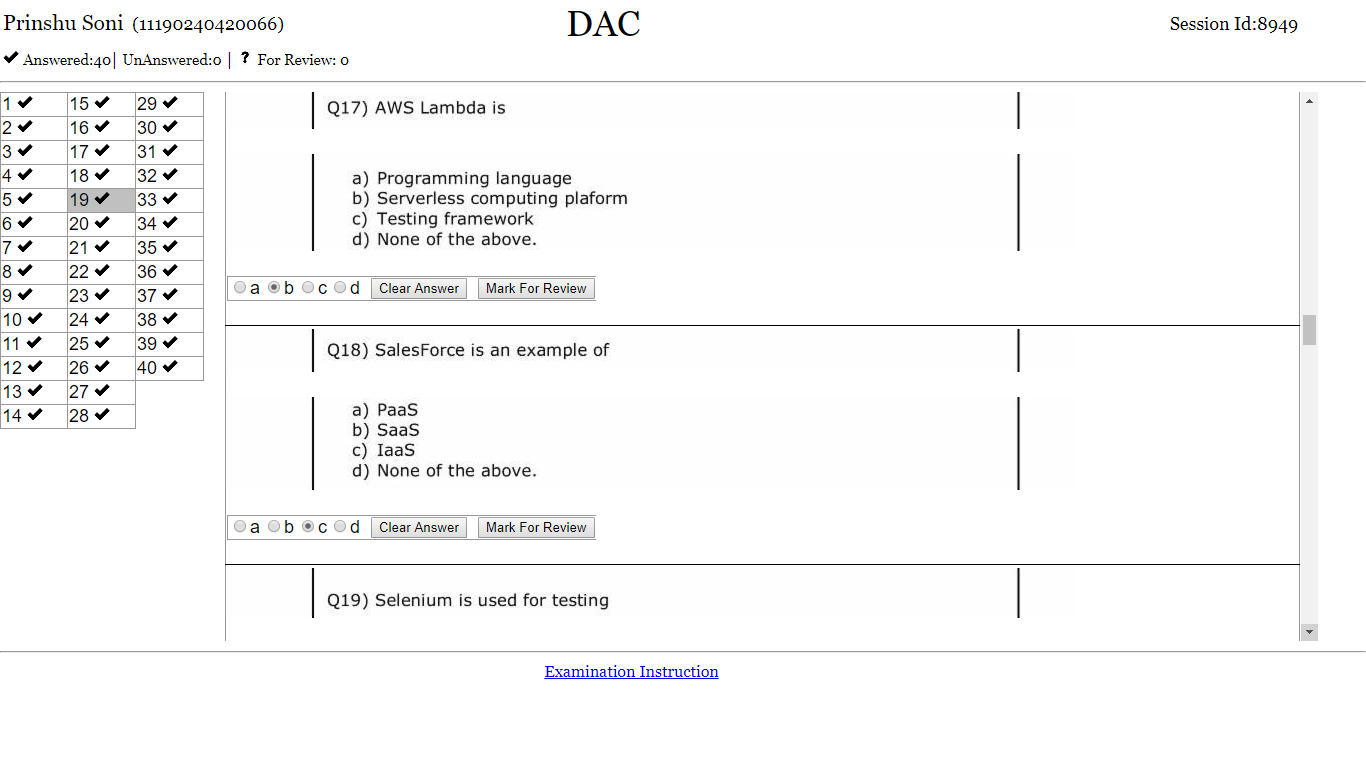 Prinshu Soni (11190240420066)
DAC
Session Id:8949
Answered:40| UnAnswered:0 | ? For Review: 0
1 15 29
2 16 30
3 17 31
4 18 32
5 19 33
6 20 34
7 21 35
8 22 36
9 23 37
10 24 38
11 25 39
12 26 40
13 27
14 28
Q17) AWS Lambda is
a) Programming language
b) Serverless computing plaform
c) Testing framework
d) None of the above.
a b c d Clear Answer Mark For Review
Q18) SalesForce is an example of
a) PaaS
b) SaaS
c) IaaS
d) None of the above.
a b c d Clear Answer Mark For Review
Q19) Selenium is used for testing
Examination Instruction